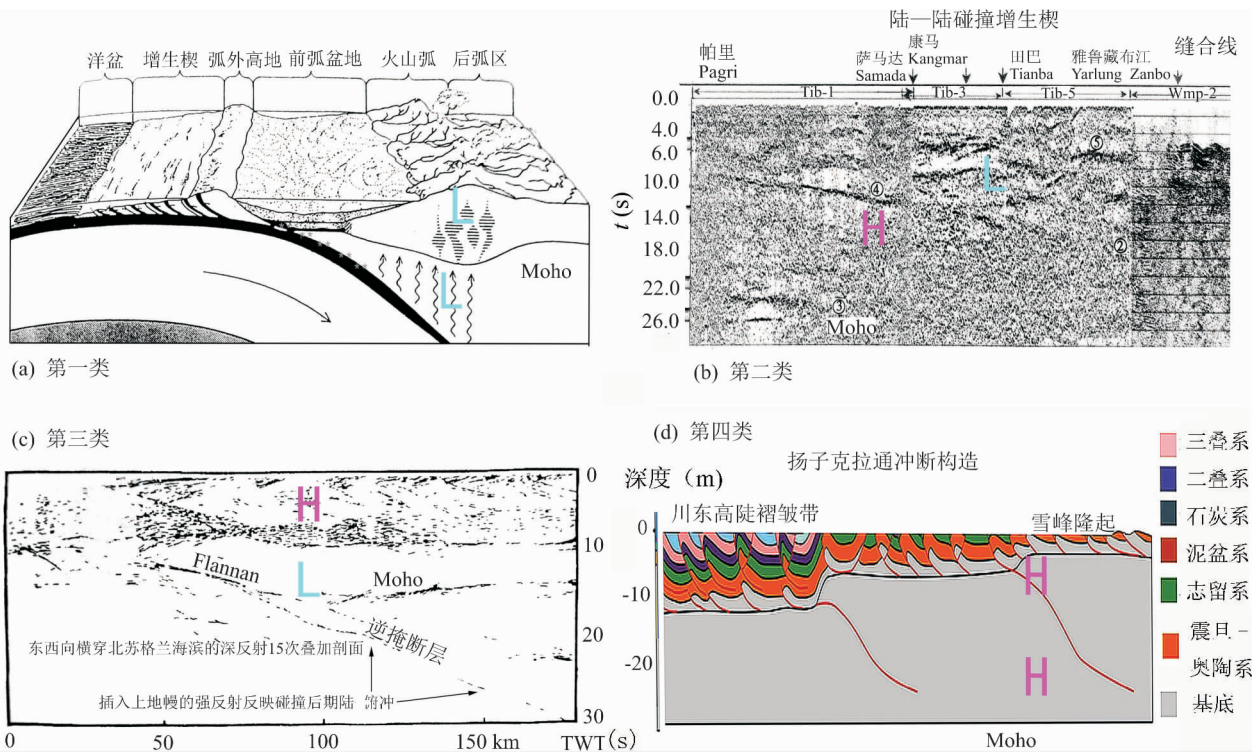 洋盆 增生楔 弧外高地 前弧盆地 火山弧 后弧区
L
L
Moho
(a) 第一类
陆—陆碰撞增生楔
帕里 萨马达 康马 田巴 雅鲁藏布江 缝合线
Pagri Samada Kangmar Tianba Yarlung Zanbo
Tib-1 Tib-3 Tib-5 Wmp-2
0.0
4.0
6.0
10.0
14.0
18.0
22.0
26.0
t(s)
⑤
L
④
H
②
③
Moho
(b) 第二类
(c) 第三类
0
H
10
Flannan
L
Moho
逆掩断层
20
东西向横穿北苏格兰海滨的深反射15次叠加剖面
插入上地幔的强反射反映碰撞后期陆 俯冲
30
0 50 100 150 km TWT(s)
(d) 第四类
扬子克拉通冲断构造
深度（m）
川东高陡褶皱带 雪峰隆起
0
-10
-20
H
H
Moho
三叠系
二叠系
石炭系
泥盆系
志留系
震旦－
奥陶系
基底